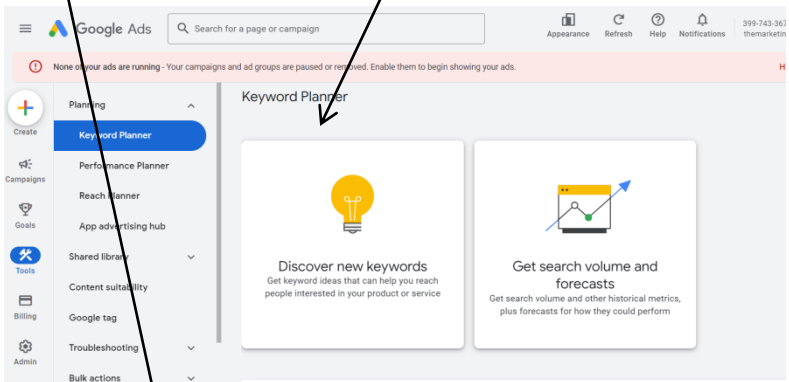 Google Ads
Search for a page or campaign
Appearance
Refresh
Help
Notifications
399-743-367
themarketin
None of your ads are running - Your campaigns and ad groups are paused or removed. Enable them to begin showing your ads.
H
Create
Campaigns
Goals
Tools
Billing
Admin
Planning
Keyword Planner
Performance Planner
Reach Planner
App advertising hub
Shared library
Content suitability
Google tag
Troubleshooting
Bulk actions
Keyword Planner
Discover new keywords
Get keyword ideas that can help you reach
people interested in your product or service
Get search volume and
forecasts
Get search volume and other historical metrics,
plus forecasts for how they could perform